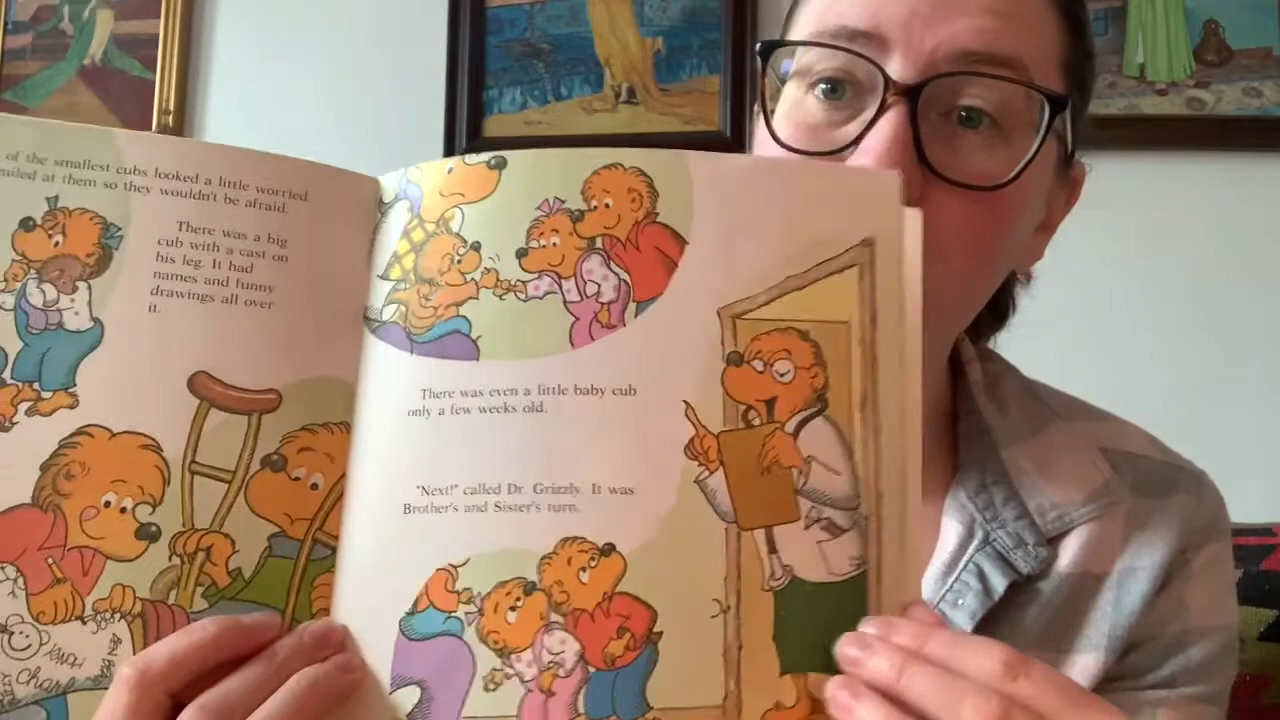 of the smallest cubs looked a little worried.
smiled at them so they wouldn't be afraid.
There was a big
cub with a cast on
his leg. It had
names and funny
drawings all over
it.
There was even a little baby cub
only a few weeks old.
"Next!" called Dr. Grizzly. It was
Brother's and Sister's turn.